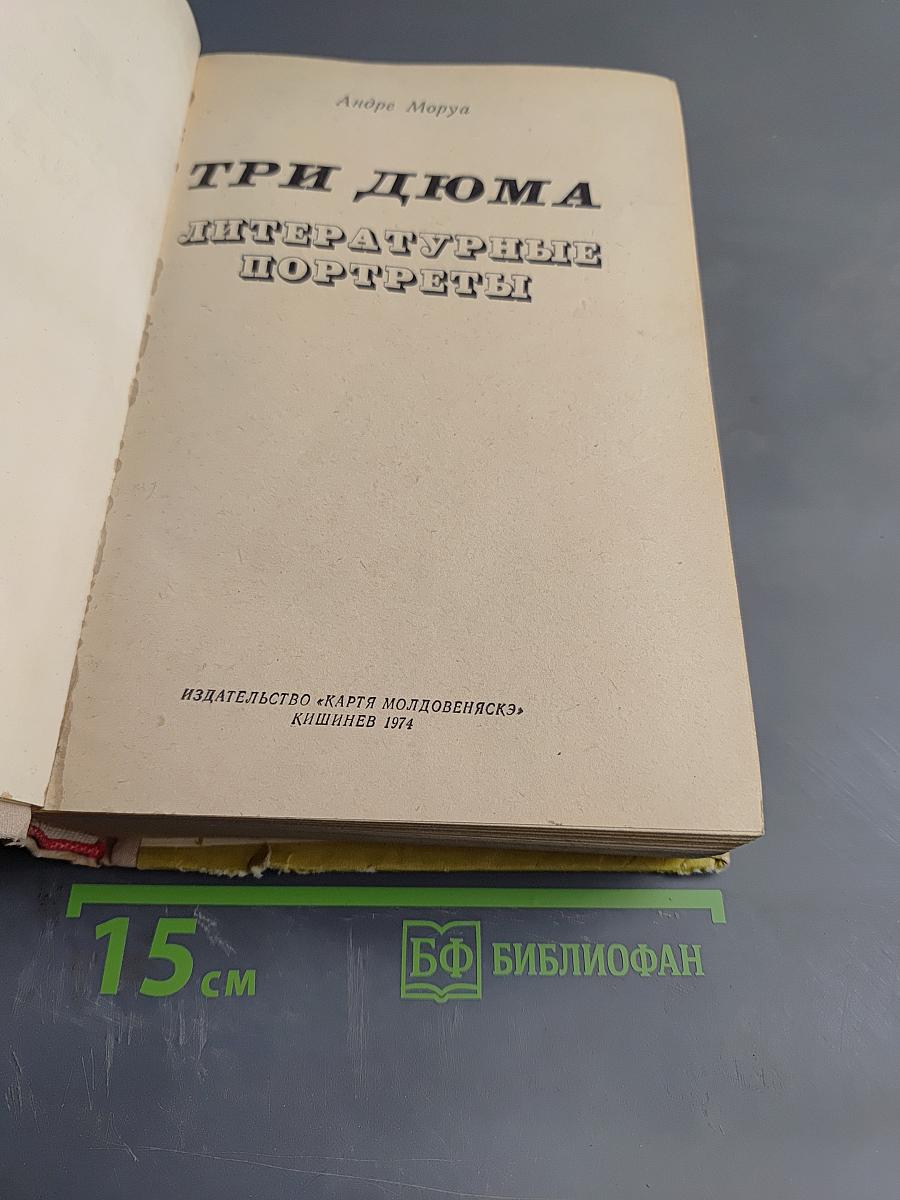 Андре Моруа
ТРИ ДЮМА
ЛИТЕРАТУРНЫЕ
ПОРТРЕТЫ
ИЗДАТЕЛЬСТВО «КАРТЯ МОЛДОВЕНЯСКЭ»
КИШИНЕВ 1974
15 см
БФ БИБЛИОФАН